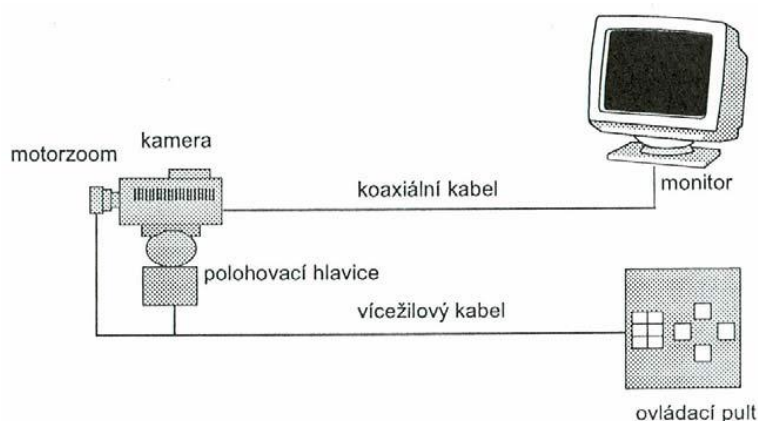 kamera
motorzoom
koaxiální kabel
monitor
polohovací hlavice
vícežilový kabel
ovládací pult